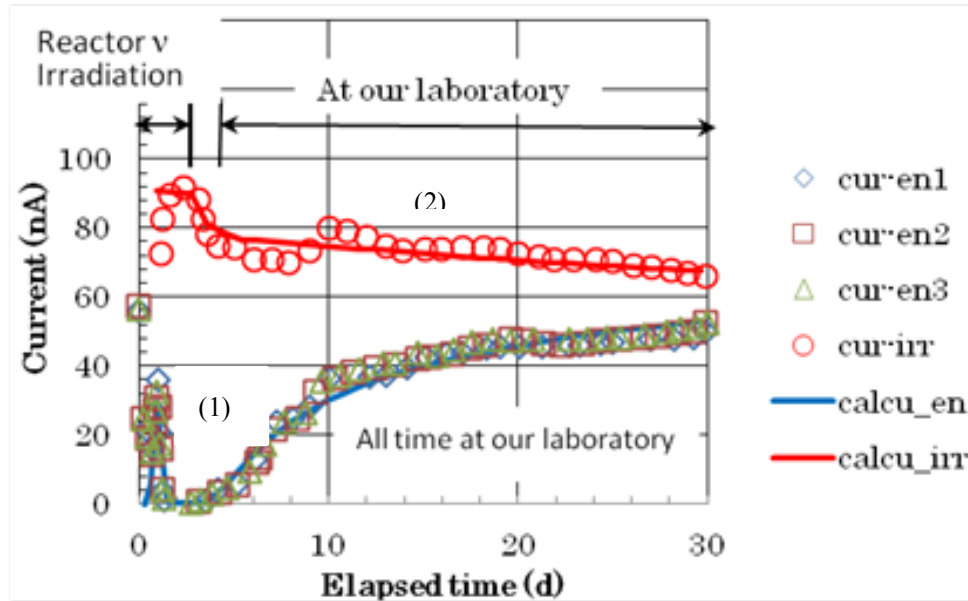 Reactor ν
Irradiation
At our laboratory
100
80
60
40
20
0
Current (nA)
(2)
(1)
All time at our laboratory
0
10
20
30
Elapsed time (d)
cur-en1
cur-en2
cur-en3
cur-irr
calcu_en
calcu_irr